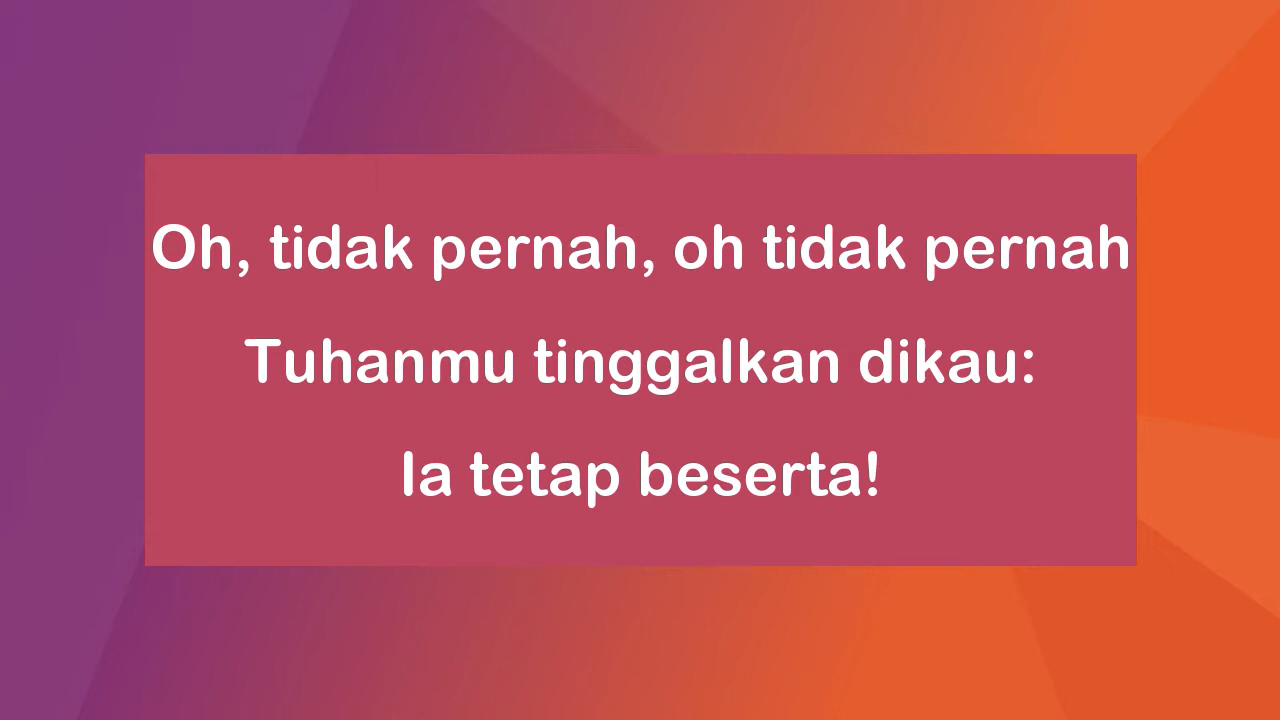 Oh, tidak pernah, oh tidak pernah
Tuhanmu tinggalkan dikau:
Ia tetap beserta!